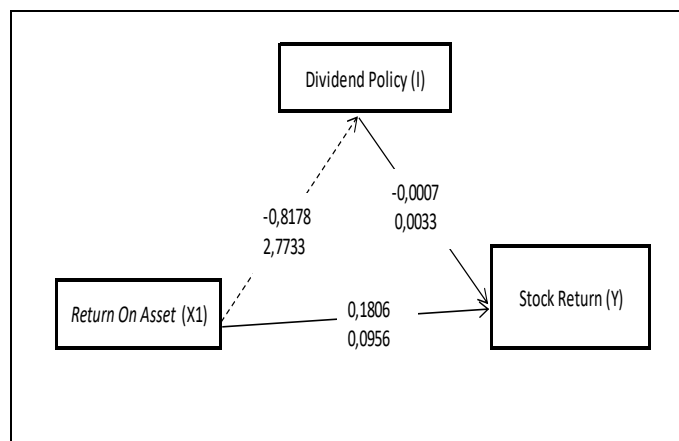 Dividend Policy (I)
-0,8178
2,7733
-0,0007
0,0033
Return On Asset (X1)
0,1806
0,0956
Stock Return (Y)